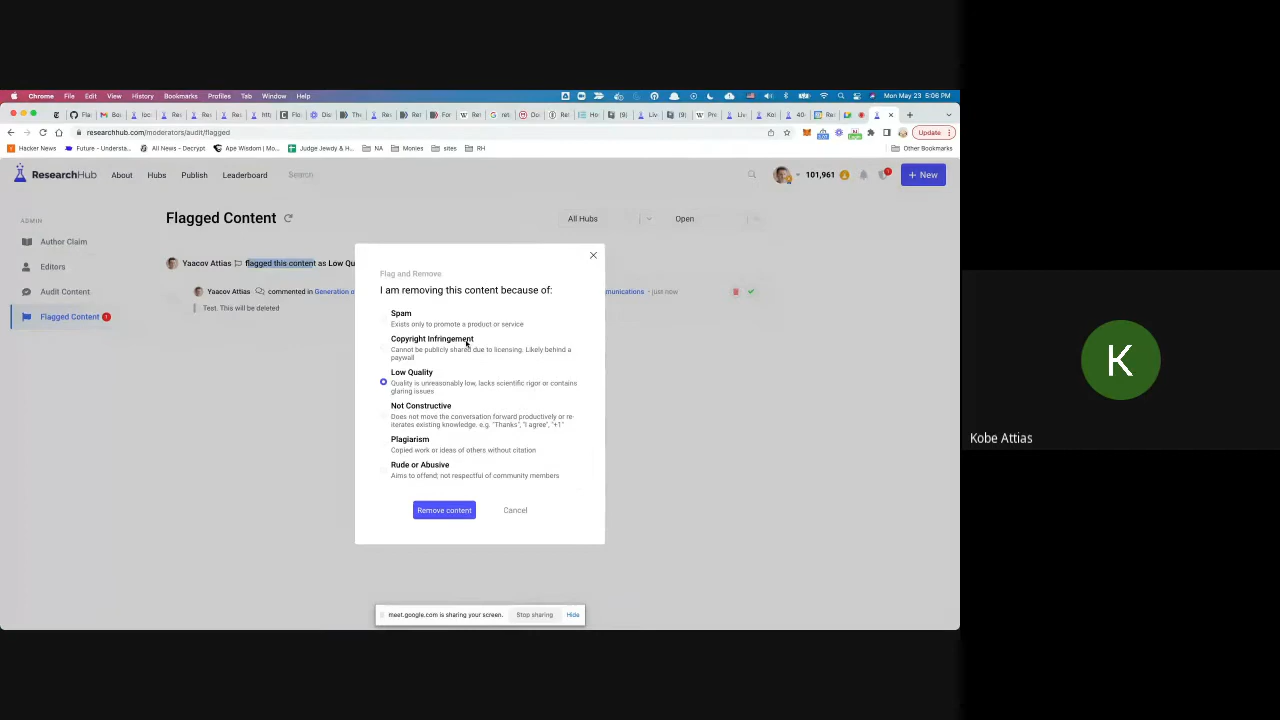 Chrome File Edit View History Bookmarks Profiles Tab Window Help
Mon May 23 5:06 PM
researchhub.com/moderators/audit/flagged
Update
Hacker News
Future - Understa...
All News - Decrypt
Ape Wisdom | Mo...
Judge Jewdy & H...
NA
Monies
sites
RH
Other Bookmarks
ResearchHub
About
Hubs
Publish
Leaderboard
Search
101,961
+ New
ADMIN
Author Claim
Editors
Audit Content
Flagged Content
Flagged Content
All Hubs
Open
Yaacov Attias flagged this content as Low Qu
Yaacov Attias commented in Generation o
munications - just now
Test. This will be deleted
Flag and Remove
I am removing this content because of:
Spam
Exists only to promote a product or service
Copyright Infringement
Cannot be publicly shared due to licensing. Likely behind a
paywall
Low Quality
Quality is unreasonably low, lacks scientific rigor or contains
glaring issues
Not Constructive
Does not move the conversation forward productively or re-
iterates existing knowledge. e.g. "Thanks", "I agree", "+1"
Plagiarism
Copied work or ideas of others without citation
Rude or Abusive
Aims to offend; not respectful of community members
Remove content
Cancel
meet.google.com is sharing your screen.
Stop sharing
Hide
K
Kobe Attias